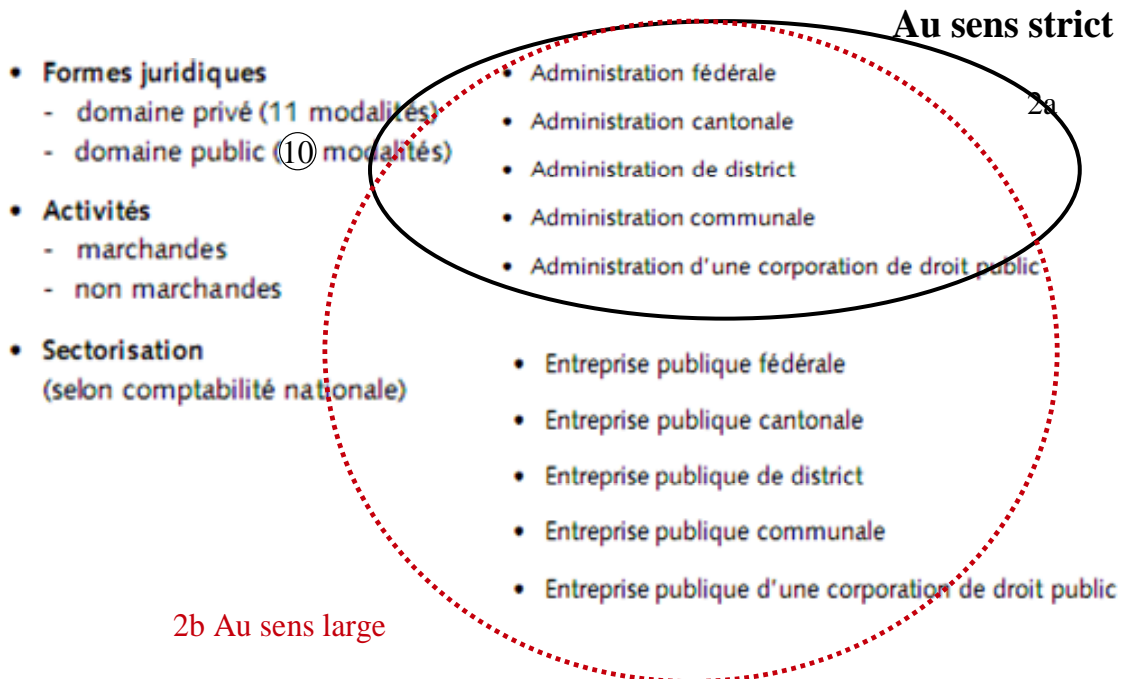 Au sens strict
2a
• Formes juridiques
- domaine privé (11 modalités)
- domaine public (10 modalités)
• Activités
- marchandes
- non marchandes
• Sectorisation
(selon comptabilité nationale)
• Administration fédérale
• Administration cantonale
• Administration de district
• Administration communale
• Administration d'une corporation de droit public
• Entreprise publique fédérale
• Entreprise publique cantonale
• Entreprise publique de district
• Entreprise publique communale
• Entreprise publique d'une corporation de droit public
2b Au sens large